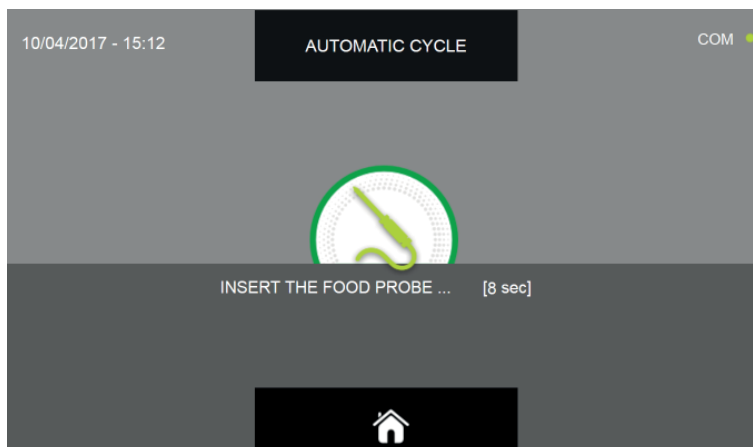 10/04/2017 - 15:12
AUTOMATIC CYCLE
COM
INSERT THE FOOD PROBE ... [8 sec]